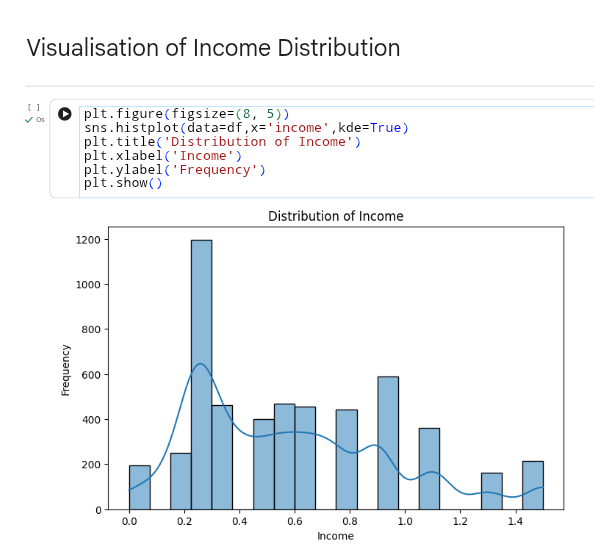 Visualisation of Income Distribution
[ ]
0s
plt.figure(figsize=(8, 5))
sns.histplot(data=df,x='income',kde=True)
plt.title('Distribution of Income')
plt.xlabel('Income')
plt.ylabel('Frequency')
plt.show()
Distribution of Income
1200
1000
800
600
400
200
0
Frequency
0.0 0.2 0.4 0.6 0.8 1.0 1.2 1.4
Income